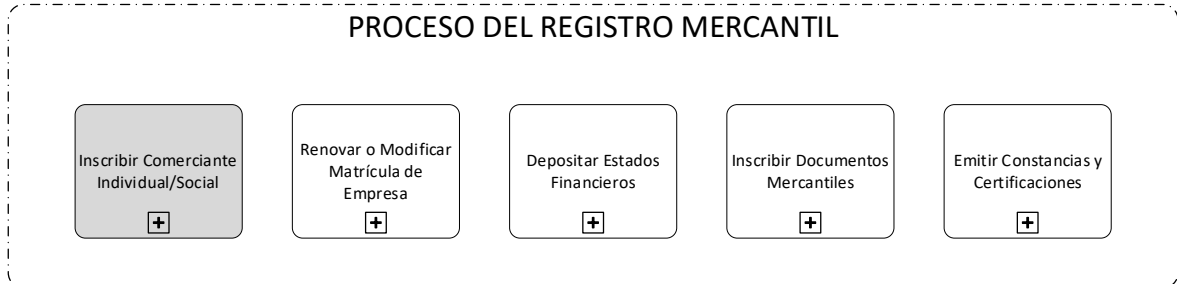 PROCESO DEL REGISTRO MERCANTIL
Inscribir Comerciante
Individual/Social
Renovar o Modificar
Matrícula de
Empresa
Depositar Estados
Financieros
Inscribir Documentos
Mercantiles
Emitir Constancias y
Certificaciones